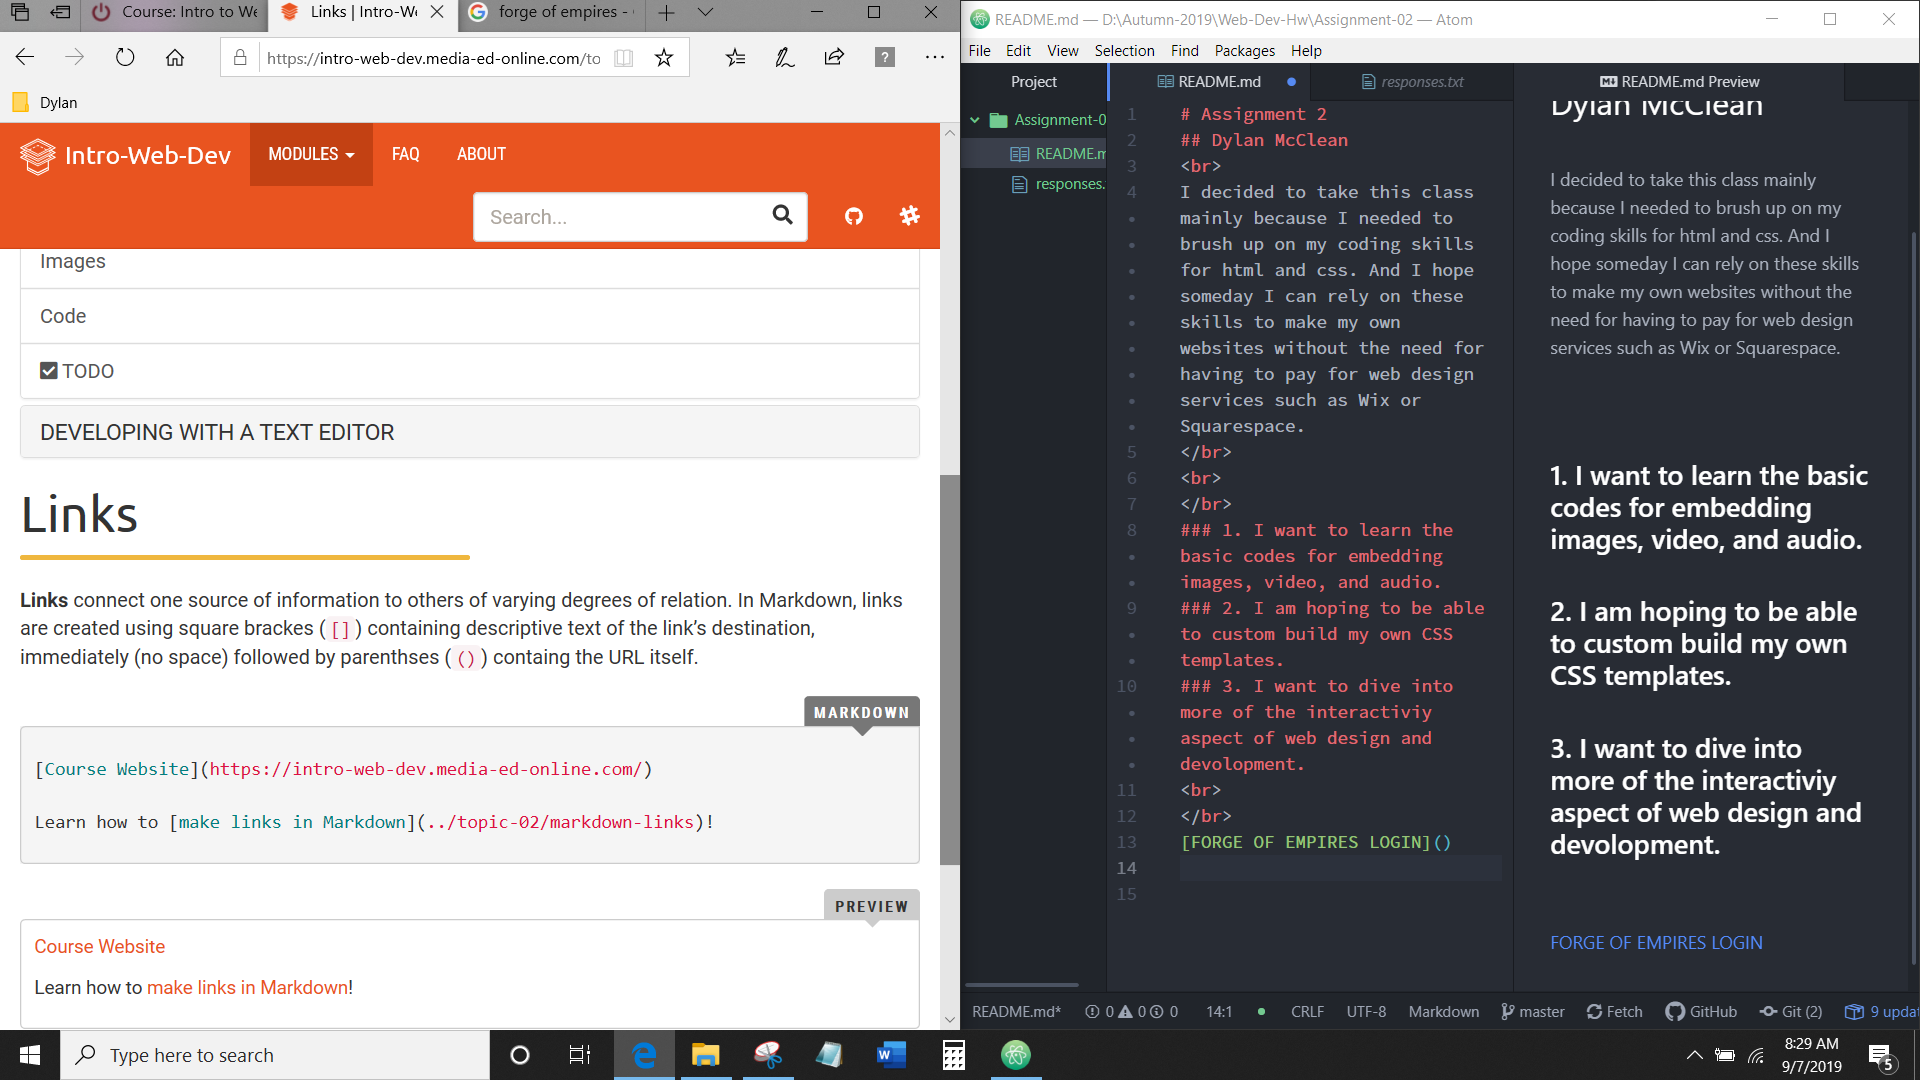 Course: Intro to We
Links | Intro-We
forge of empires -
https://intro-web-dev.media-ed-online.com/to
Dylan
Intro-Web-Dev
MODULES
FAQ
ABOUT
Search...
Images
Code
TODO
DEVELOPING WITH A TEXT EDITOR
Links
Links connect one source of information to others of varying degrees of relation. In Markdown, links
are created using square brackes ( [] ) containing descriptive text of the link's destination,
immediately (no space) followed by parenthses ( () ) containg the URL itself.
MARKDOWN
[Course Website](https://intro-web-dev.media-ed-online.com/)
Learn how to [make links in Markdown](../topic-02/markdown-links)!
PREVIEW
Course Website
Learn how to make links in Markdown!
README.md — D:\Autumn-2019\Web-Dev-Hw\Assignment-02 — Atom
File Edit View Selection Find Packages Help
Project
Assignment-0
README.m
responses.
README.md
responses.txt
1 # Assignment 2
2 ## Dylan McClean
3 <br>
4 I decided to take this class
mainly because I needed to
brush up on my coding skills
for html and css. And I hope
someday I can rely on these
skills to make my own
websites without the need for
having to pay for web design
services such as Wix or
Squarespace.
5 </br>
6 <br>
7 </br>
8 ### 1. I want to learn the
basic codes for embedding
images, video, and audio.
9 ### 2. I am hoping to be able
to custom build my own CSS
templates.
10 ### 3. I want to dive into
more of the interactiviy
aspect of web design and
devolopment.
11 <br>
12 </br>
13 [FORGE OF EMPIRES LOGIN]()
14
15
README.md Preview
Dylan McClean
I decided to take this class mainly
because I needed to brush up on my
coding skills for html and css. And I
hope someday I can rely on these skills
to make my own websites without the
need for having to pay for web design
services such as Wix or Squarespace.
1. I want to learn the basic
codes for embedding
images, video, and audio.
2. I am hoping to be able
to custom build my own
CSS templates.
3. I want to dive into
more of the interactiviy
aspect of web design and
devolopment.
FORGE OF EMPIRES LOGIN
README.md* 0 0 0 14:1 CRLF UTF-8 Markdown master Fetch GitHub Git (2) 9 updat
Type here to search
8:29 AM
9/7/2019
5